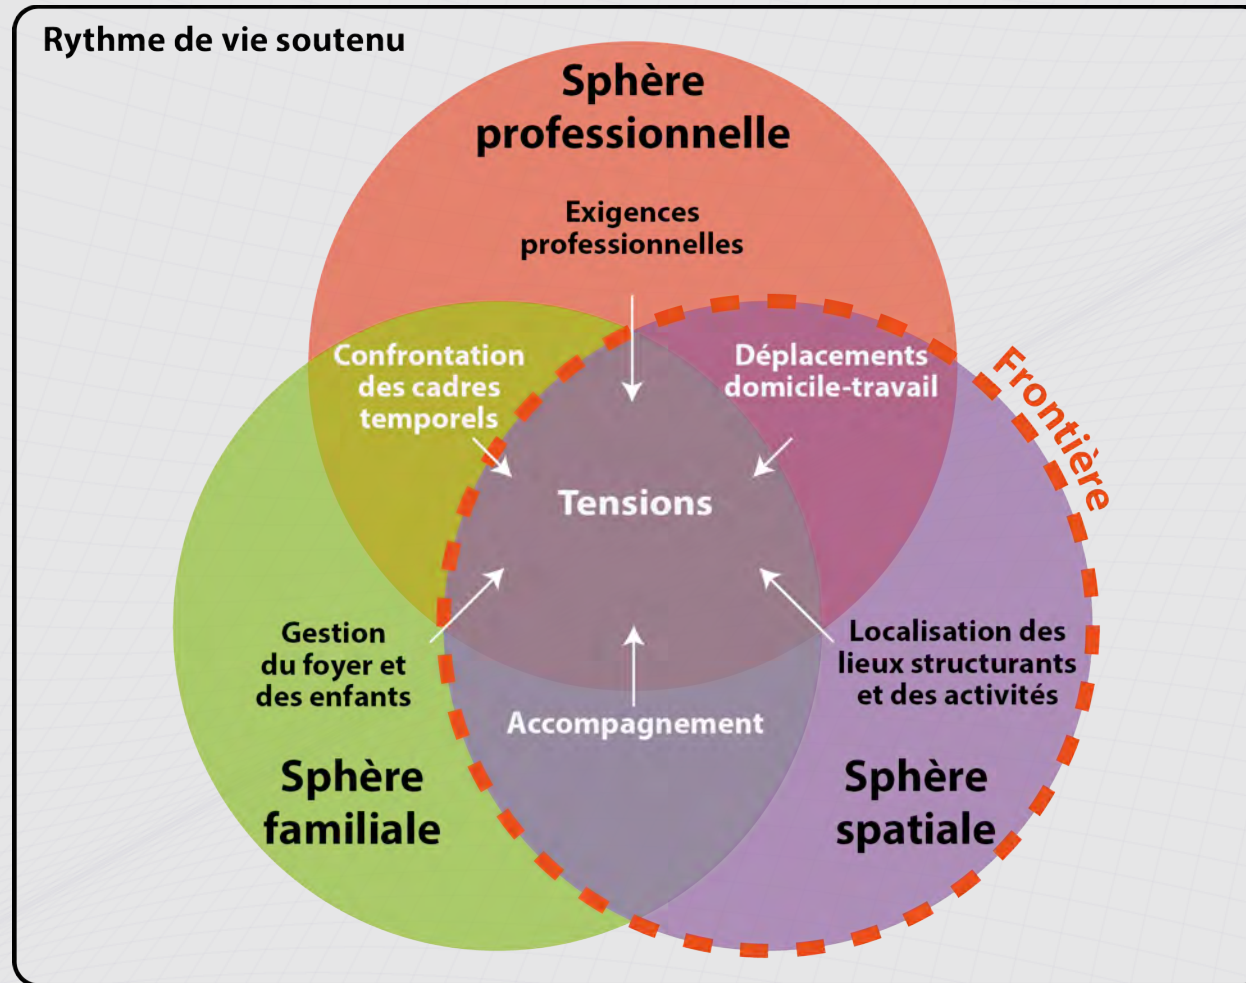 Rythme de vie soutenu
Sphère
professionnelle
Exigences
professionnelles
Confrontation
des cadres
temporels
Déplacements
domicile-travail
Frontière
Tensions
Gestion
du foyer et
des enfants
Localisation des
lieux structurants
et des activités
Accompagnement
Sphère
familiale
Sphère
spatiale